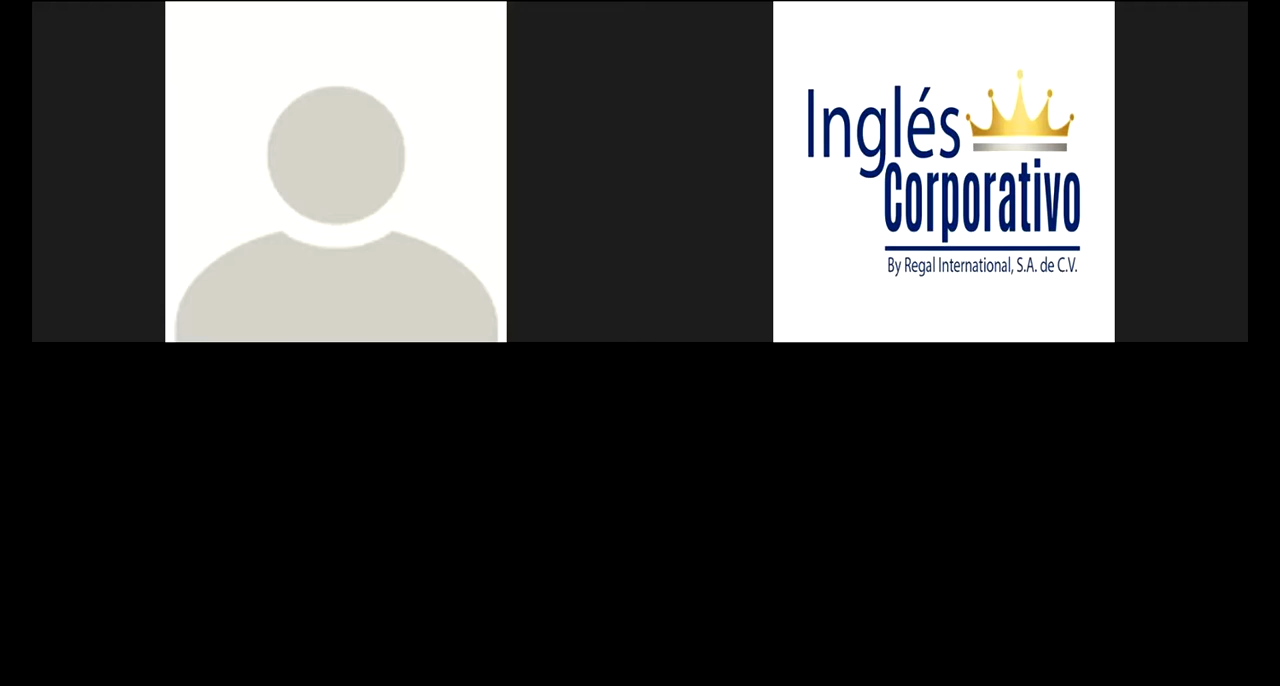 Inglés
Corporativo
By Regal International, S.A. de C.V.